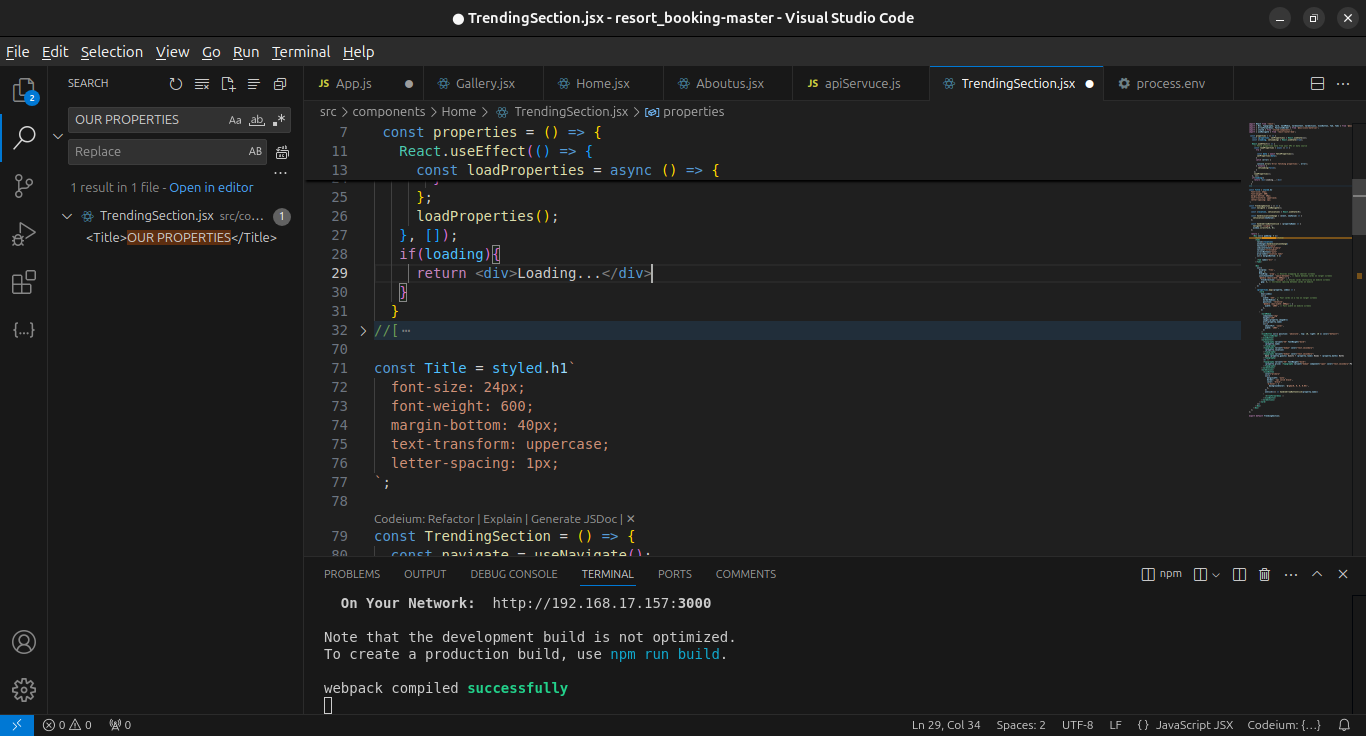 TrendingSection.jsx - resort_booking-master - Visual Studio Code
File Edit Selection View Go Run Terminal Help
SEARCH
JS App.js
Gallery.jsx
Home.jsx
Aboutus.jsx
JS apiServuce.js
TrendingSection.jsx
process.env
src > components > Home > TrendingSection.jsx > properties
2
OUR PROPERTIES
Aa ab .*
Replace
AB
1 result in 1 file - Open in editor
TrendingSection.jsx src/co... 1
<Title>OUR PROPERTIES</Title>
{...}
7 const properties = () => {
11 React.useEffect(() => {
13 const loadProperties = async () => {
25 };
26 loadProperties();
27 }, []);
28 if(loading){
29 return <div>Loading...</div>
30 }
31 }
32 //[ ⋯
70
71 const Title = styled.h1`
72 font-size: 24px;
73 font-weight: 600;
74 margin-bottom: 40px;
75 text-transform: uppercase;
76 letter-spacing: 1px;
77 `;
78
Codeium: Refactor | Explain | Generate JSDoc | ✕
79 const TrendingSection = () => {
80 const navigate = useNavigate();
PROBLEMS OUTPUT DEBUG CONSOLE TERMINAL PORTS COMMENTS
npm
On Your Network: http://192.168.17.157:3000
Note that the development build is not optimized.
To create a production build, use npm run build.
webpack compiled successfully
0 0 0
Ln 29, Col 34 Spaces: 2 UTF-8 LF { } JavaScript JSX Codeium: {...}